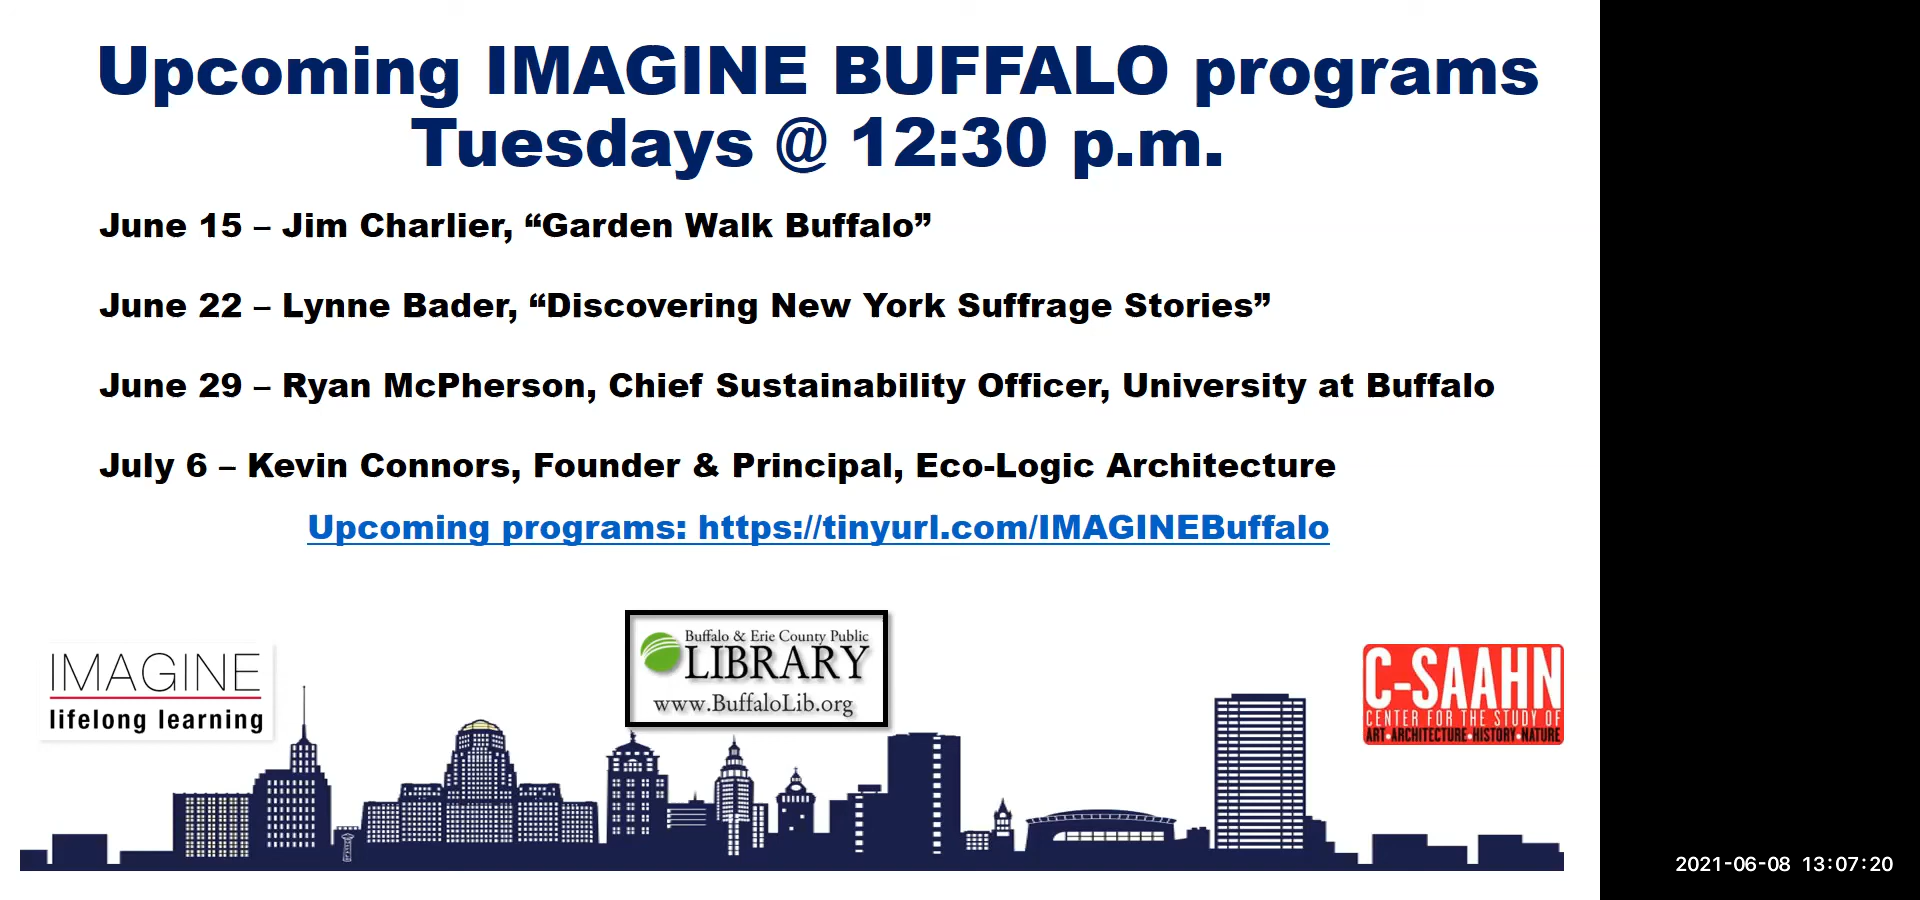 Upcoming IMAGINE BUFFALO programs
Tuesdays @ 12:30 p.m.
June 15 – Jim Charlier, “Garden Walk Buffalo”
June 22 – Lynne Bader, “Discovering New York Suffrage Stories”
June 29 – Ryan McPherson, Chief Sustainability Officer, University at Buffalo
July 6 – Kevin Connors, Founder & Principal, Eco-Logic Architecture
Upcoming programs: https://tinyurl.com/IMAGINEBuffalo
IMAGINE
lifelong learning
Buffalo & Erie County Public
LIBRARY
www.BuffaloLib.org
C-SAAHN
CENTER FOR THE STUDY OF
ART•ARCHITECTURE•HISTORY•NATURE
2021-06-08 13:07:20